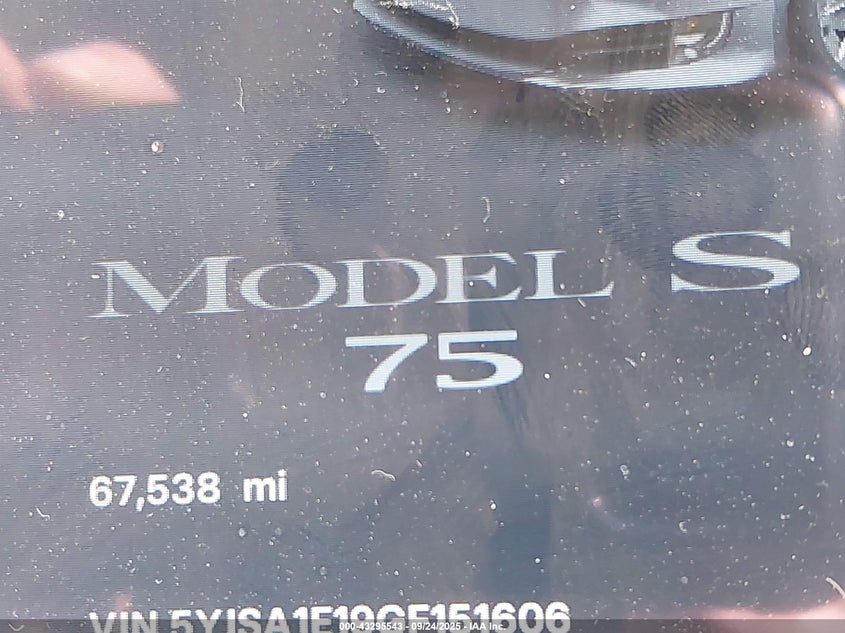 MODEL S
75
67,538 mi
VIN 5YJSA1E19GF151606
000-43295543 - 09/24/2025 - IAA Inc.